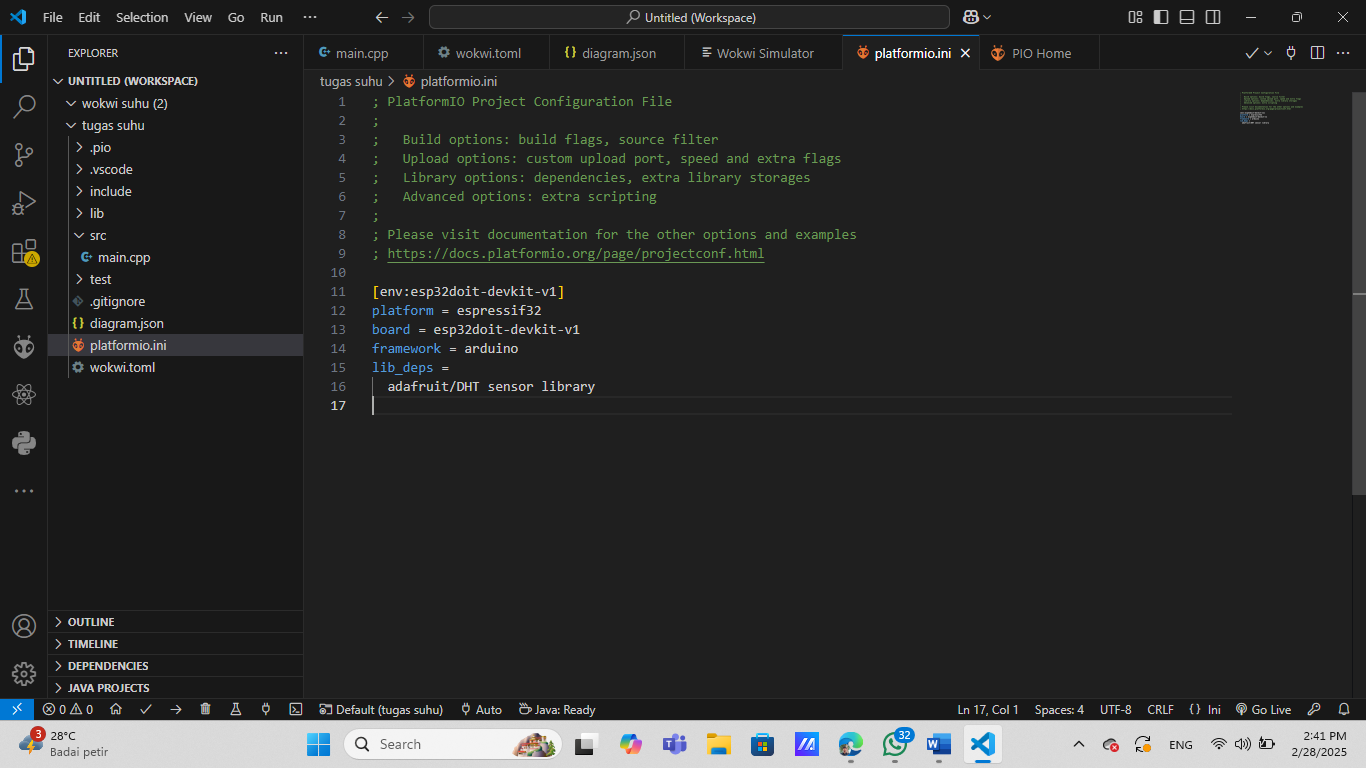 File Edit Selection View Go Run ··· Untitled (Workspace)
EXPLORER ···
UNTITLED (WORKSPACE)
wokwi suhu (2)
tugas suhu
.pio
.vscode
include
lib
src
main.cpp
test
.gitignore
diagram.json
platformio.ini
wokwi.toml
OUTLINE
TIMELINE
DEPENDENCIES
JAVA PROJECTS
main.cpp wokwi.toml diagram.json Wokwi Simulator platformio.ini PIO Home
tugas suhu > platformio.ini
1 ; PlatformIO Project Configuration File
2 ;
3 ;   Build options: build flags, source filter
4 ;   Upload options: custom upload port, speed and extra flags
5 ;   Library options: dependencies, extra library storages
6 ;   Advanced options: extra scripting
7 ;
8 ; Please visit documentation for the other options and examples
9 ; https://docs.platformio.org/page/projectconf.html
10
11 [env:esp32doit-devkit-v1]
12 platform = espressif32
13 board = esp32doit-devkit-v1
14 framework = arduino
15 lib_deps =
16   adafruit/DHT sensor library
17
0 0 Default (tugas suhu) Auto Java: Ready Ln 17, Col 1 Spaces: 4 UTF-8 CRLF {} Ini Go Live
3 28°C
Badai petir
Search
32
ENG
2:41 PM
2/28/2025